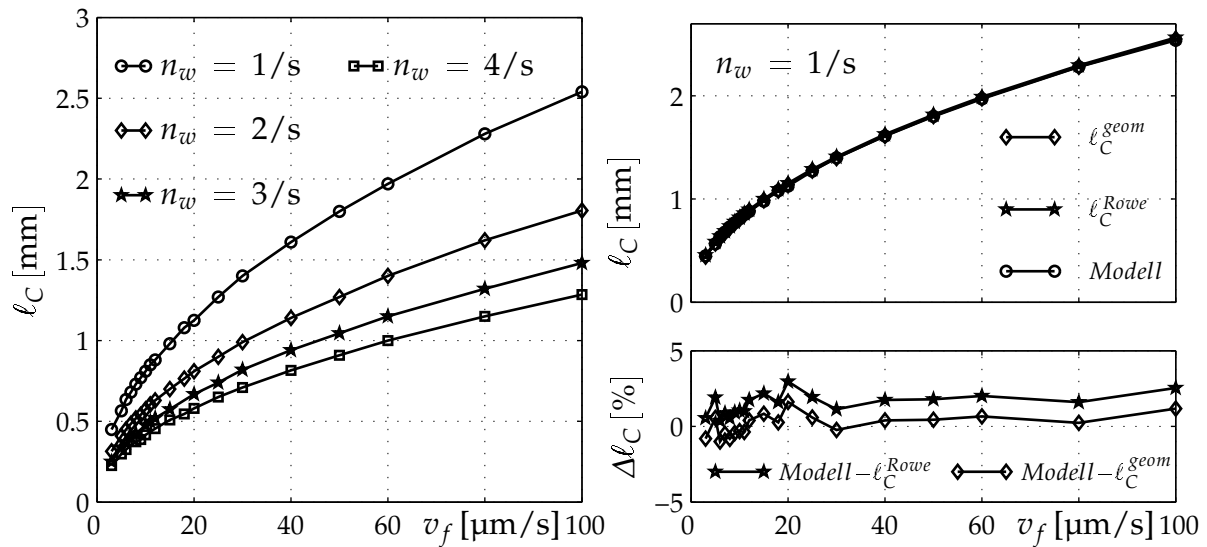 3
2.5
2
1.5
1
0.5
0
ℓ_C [mm]
n_w = 1/s
n_w = 4/s
n_w = 2/s
n_w = 3/s
0 20 40 60 v_f [µm/s] 100
2
1
0
ℓ_C [mm]
n_w = 1/s
ℓ_C^geom
ℓ_C^Rowe
Modell
5
0
−5
Δℓ_C [%]
Modell−ℓ_C^Rowe
Modell−ℓ_C^geom
0 20 40 60 v_f [µm/s] 100